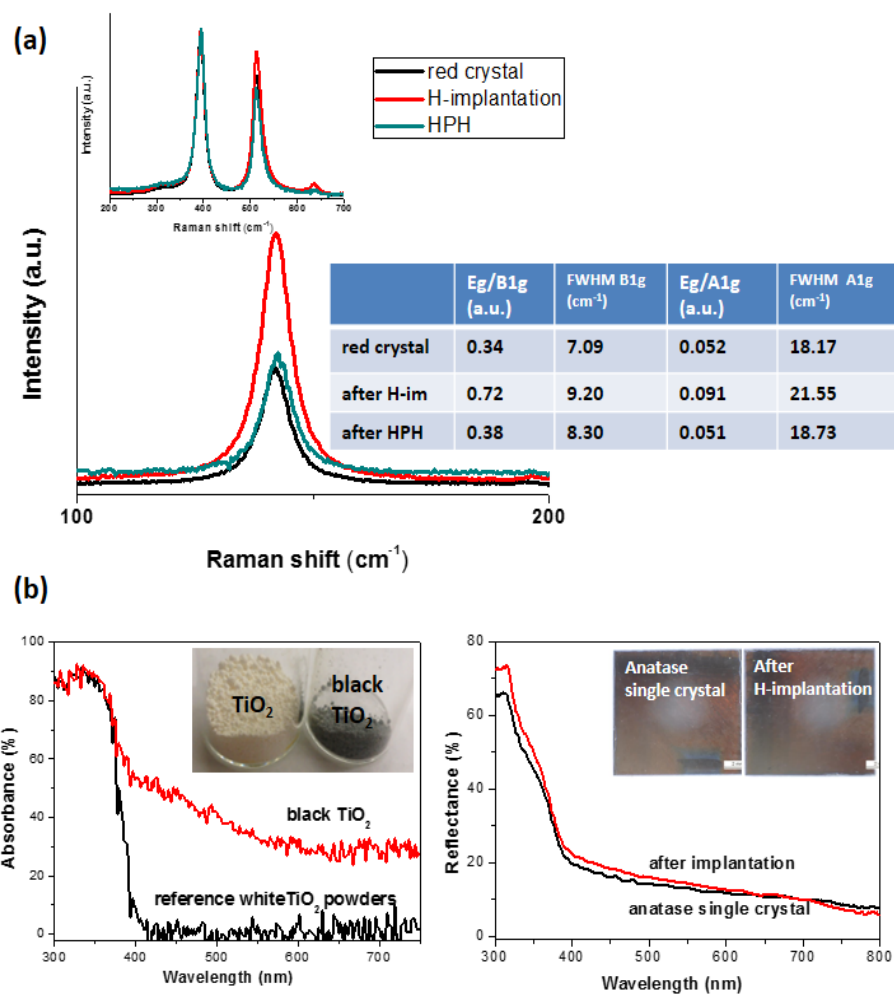 (a)
Intensity (a.u.)
200 300 400 500 600 700
Raman shift (cm⁻¹)
red crystal
H-implantation
HPH
Intensity (a.u.)
100 200
Raman shift (cm⁻¹)
Eg/B1g (a.u.) FWHM B1g (cm⁻¹) Eg/A1g (a.u.) FWHM A1g (cm⁻¹)
red crystal 0.34 7.09 0.052 18.17
after H-im 0.72 9.20 0.091 21.55
after HPH 0.38 8.30 0.051 18.73
(b)
Absorbance (%)
100
80
60
40
20
0
TiO₂
black
TiO₂
black TiO₂
reference whiteTiO₂ powders
300 400 500 600 700
Wavelength (nm)
Reflectance (%)
80
60
40
20
0
Anatase
single crystal
After
H-implantation
after implantation
anatase single crystal
300 400 500 600 700 800
Wavelength (nm)